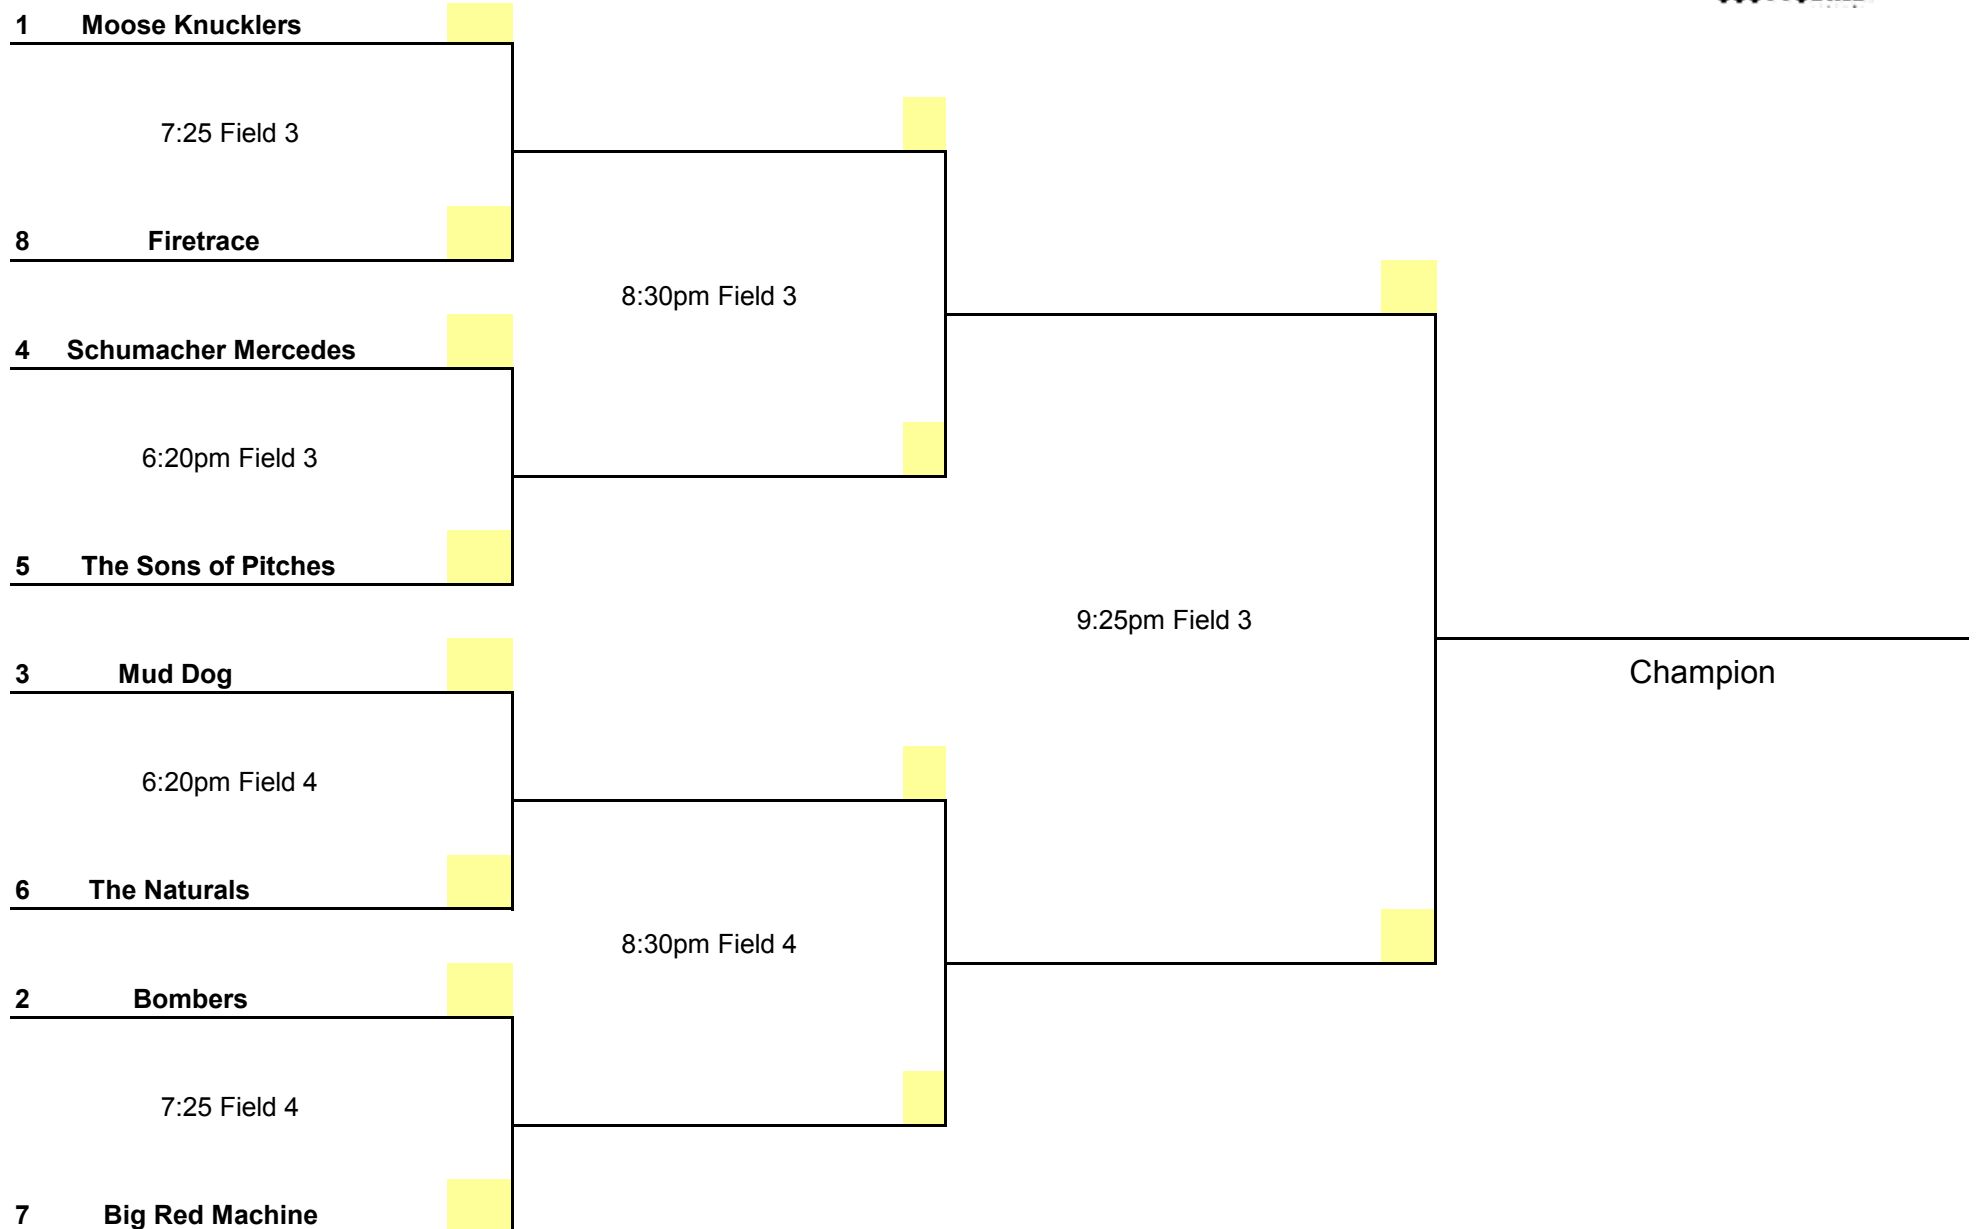 1 Moose Knucklers
7:25 Field 3
8 Firetrace
8:30pm Field 3
4 Schumacher Mercedes
6:20pm Field 3
5 The Sons of Pitches
9:25pm Field 3
3 Mud Dog
Champion
6:20pm Field 4
6 The Naturals
8:30pm Field 4
2 Bombers
7:25 Field 4
7 Big Red Machine